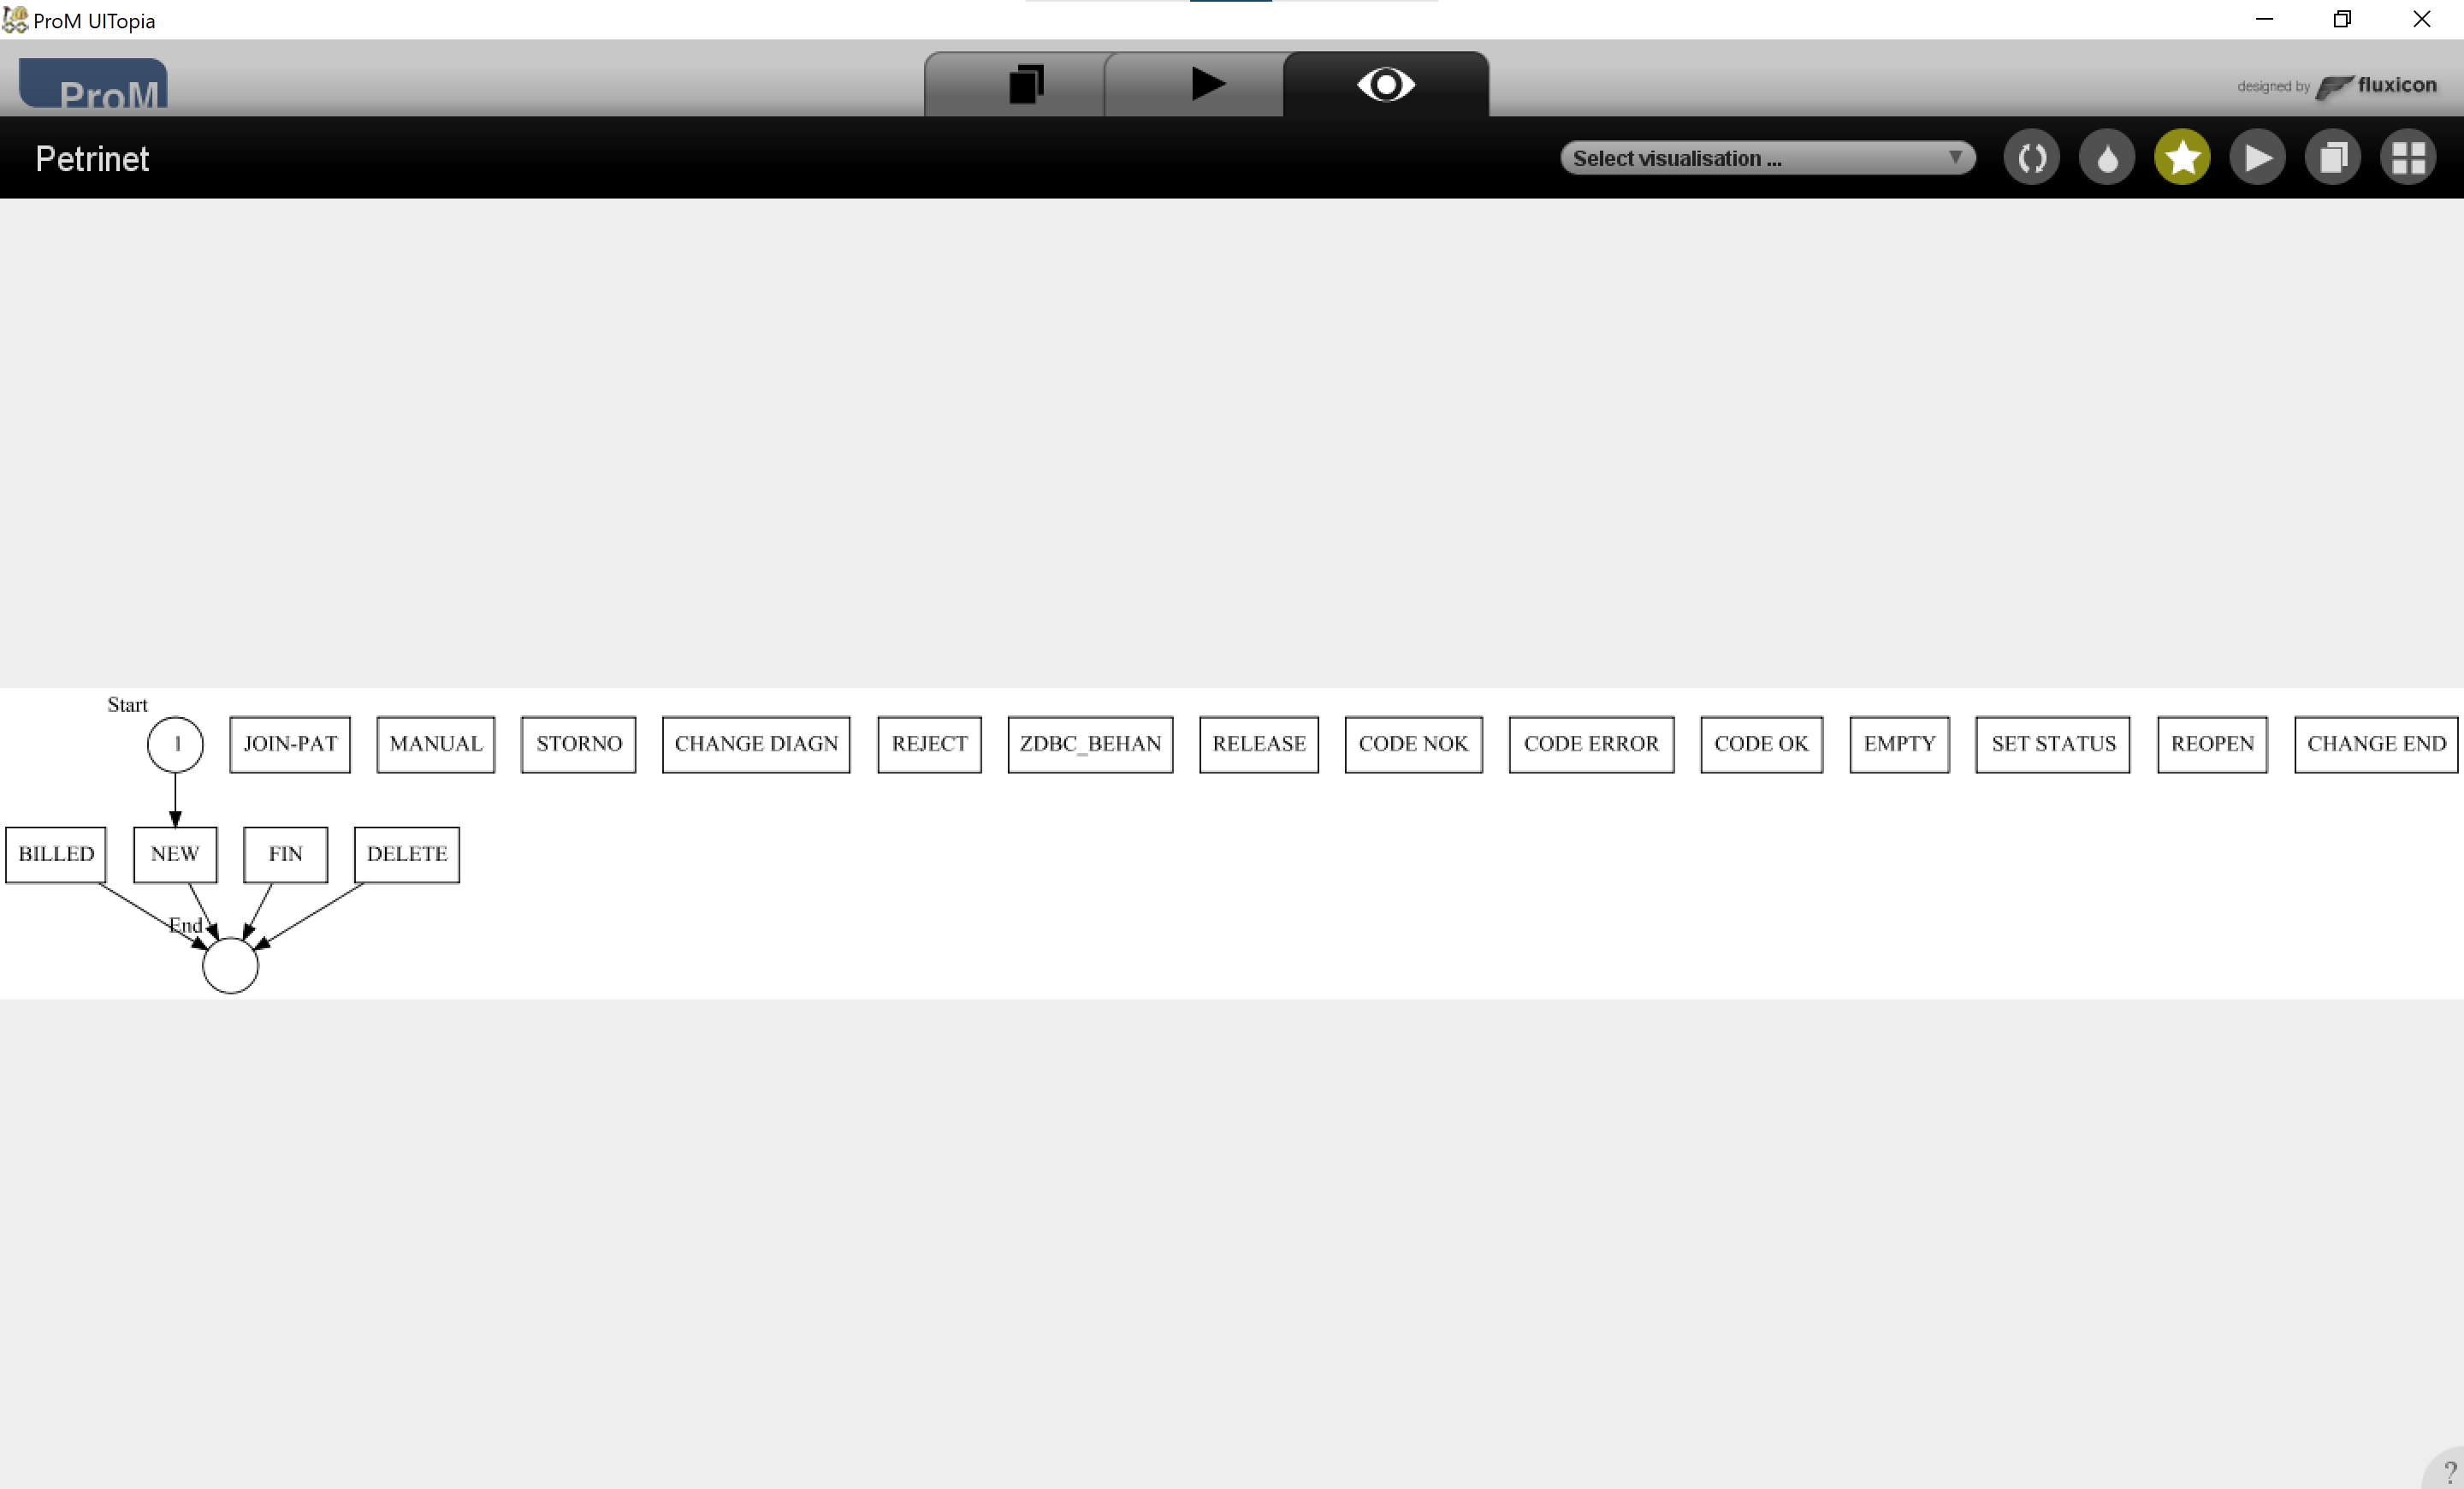 ProM UITopia
ProM
designed by fluxicon
Petrinet
Select visualisation ...
Start
1 JOIN-PAT MANUAL STORNO CHANGE DIAGN REJECT ZDBC_BEHAN RELEASE CODE NOK CODE ERROR CODE OK EMPTY SET STATUS REOPEN CHANGE END
BILLED NEW FIN DELETE
End
?